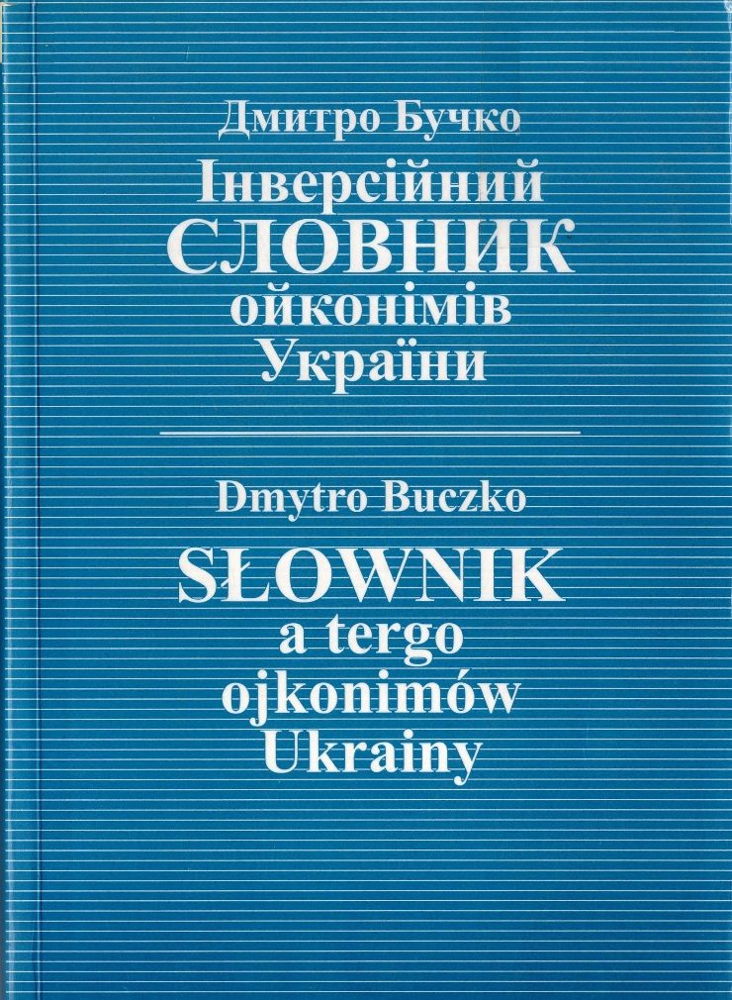 Дмитро Бучко
Інверсійний
СЛОВНИК
ойконімів
України
Dmytro Buczko
SŁOWNIK
a tergo
ojkonimów
Ukrainy